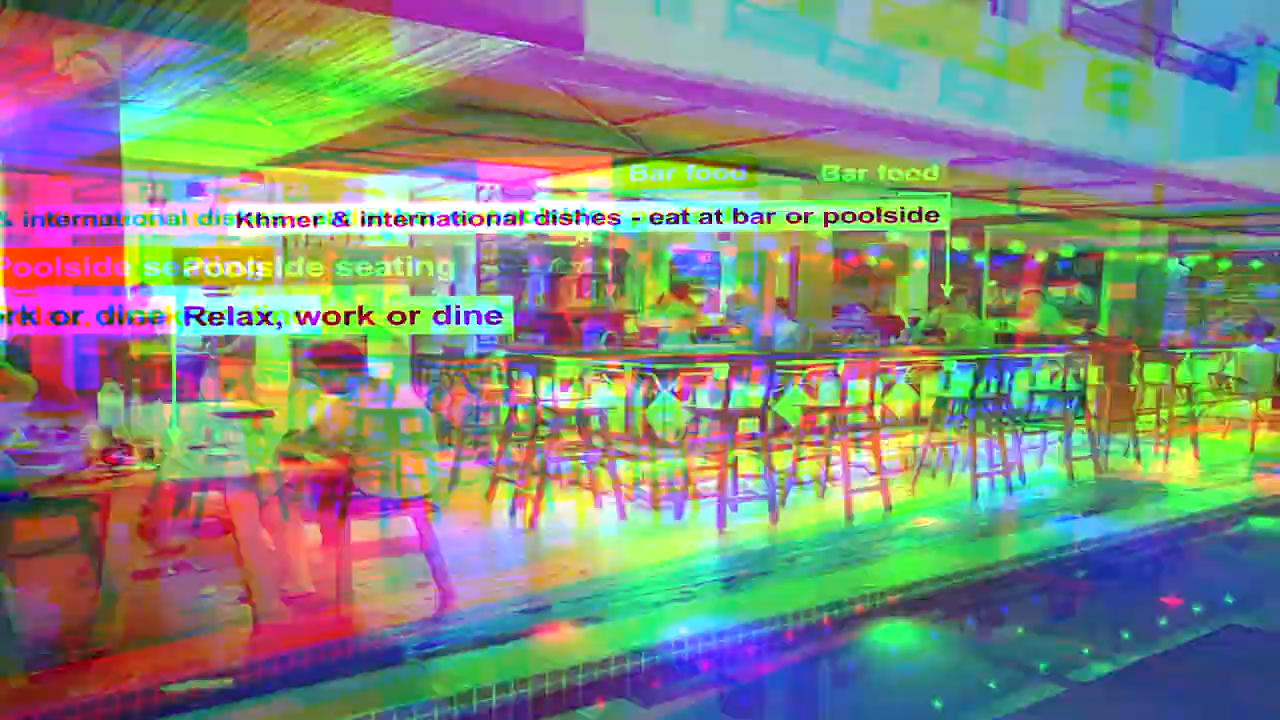 Bar food Bar food
Khmer & international dishes - eat at bar or poolside
Poolside seating
Relax, work or dine